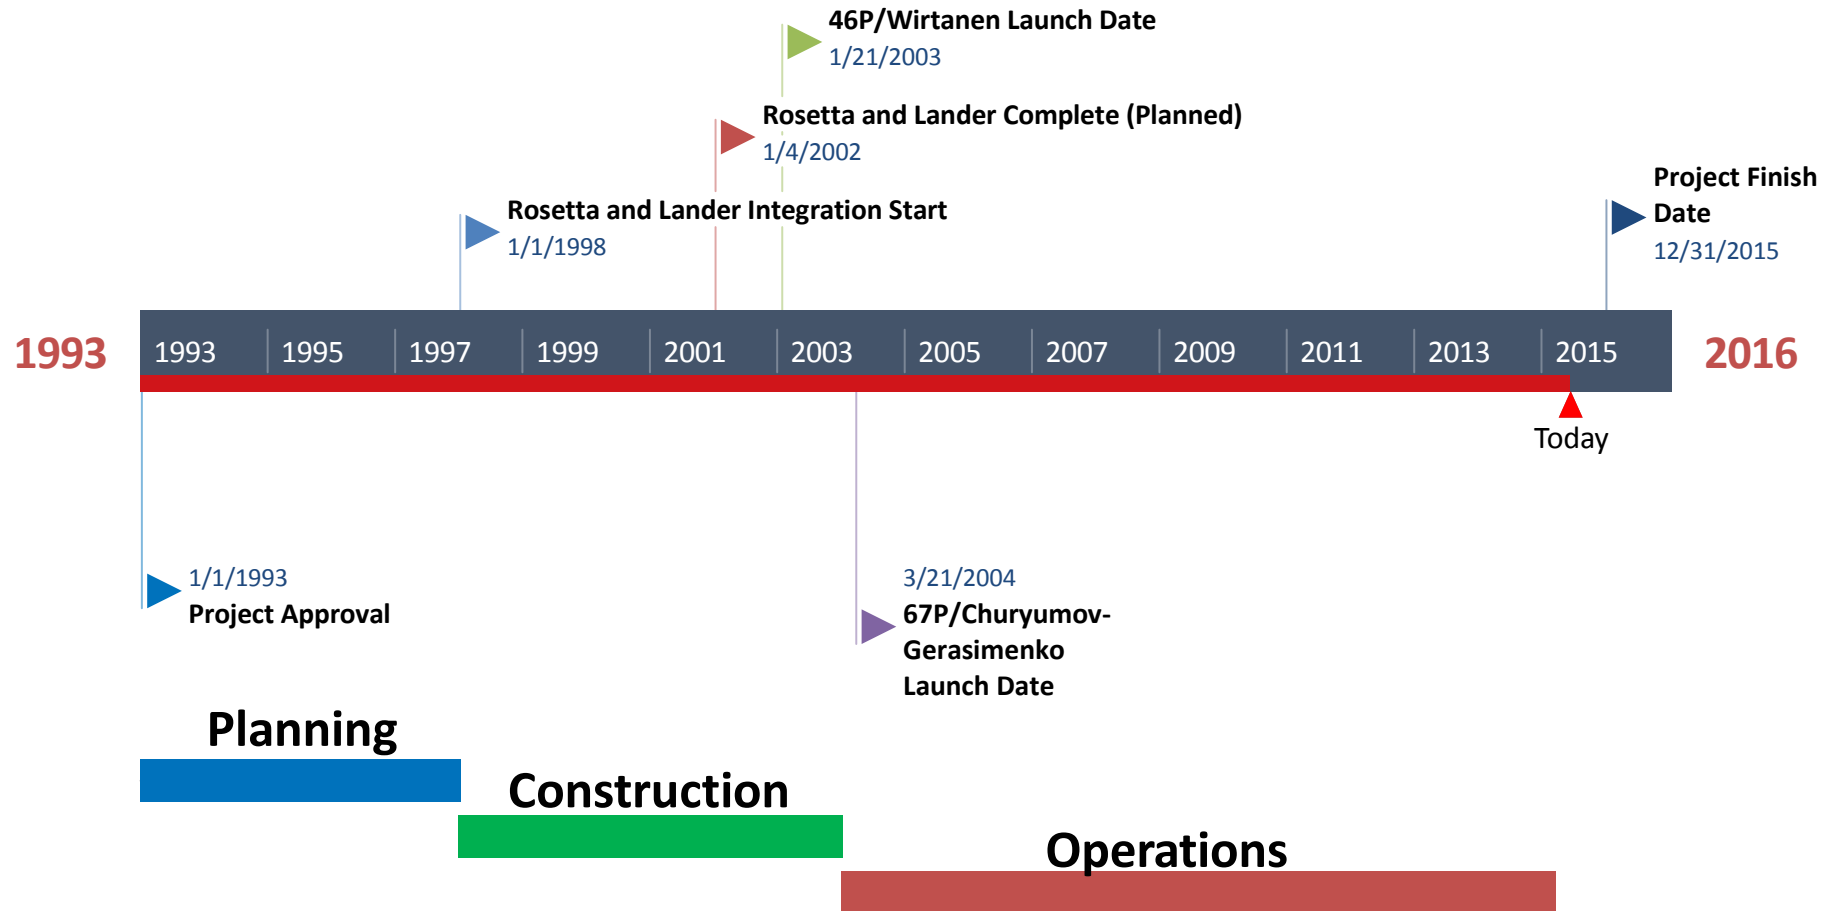 46P/Wirtanen Launch Date
1/21/2003
Rosetta and Lander Complete (Planned)
1/4/2002
Project Finish
Date
12/31/2015
Rosetta and Lander Integration Start
1/1/1998
1993
1993
1995
1997
1999
2001
2003
2005
2007
2009
2011
2013
2015
2016
Today
1/1/1993
Project Approval
3/21/2004
67P/Churyumov-
Gerasimenko
Launch Date
Planning
Construction
Operations